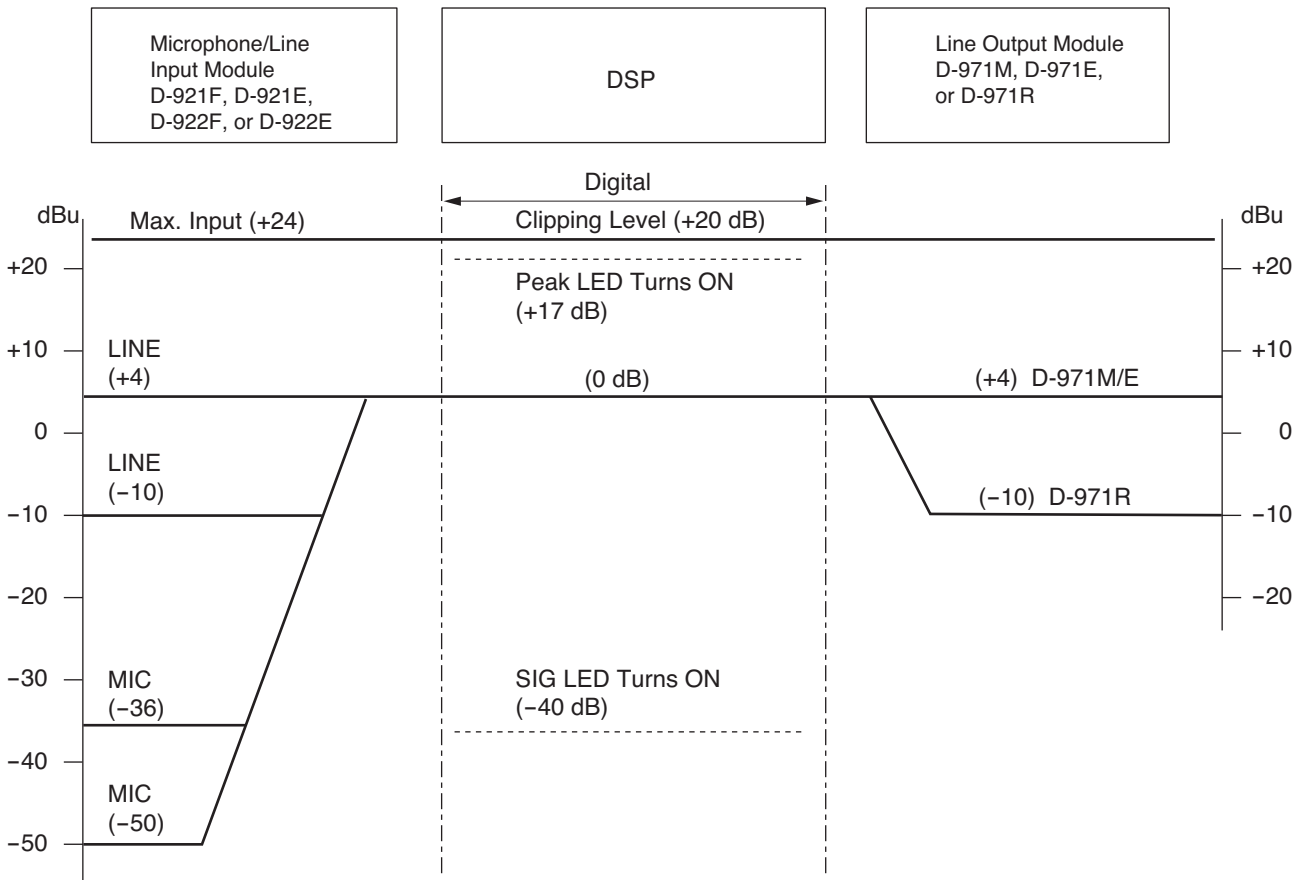 Microphone/Line
Input Module
D-921F, D-921E,
D-922F, or D-922E
DSP
Line Output Module
D-971M, D-971E,
or D-971R
Digital
dBu
Max. Input (+24)
Clipping Level (+20 dB)
dBu
+20
Peak LED Turns ON
(+17 dB)
+20
+10
LINE
(+4)
(0 dB)
(+4) D-971M/E
+10
0
0
LINE
(−10)
(−10) D-971R
−10
−10
−20
−20
−30
MIC
(−36)
SIG LED Turns ON
(−40 dB)
−40
MIC
(−50)
−50